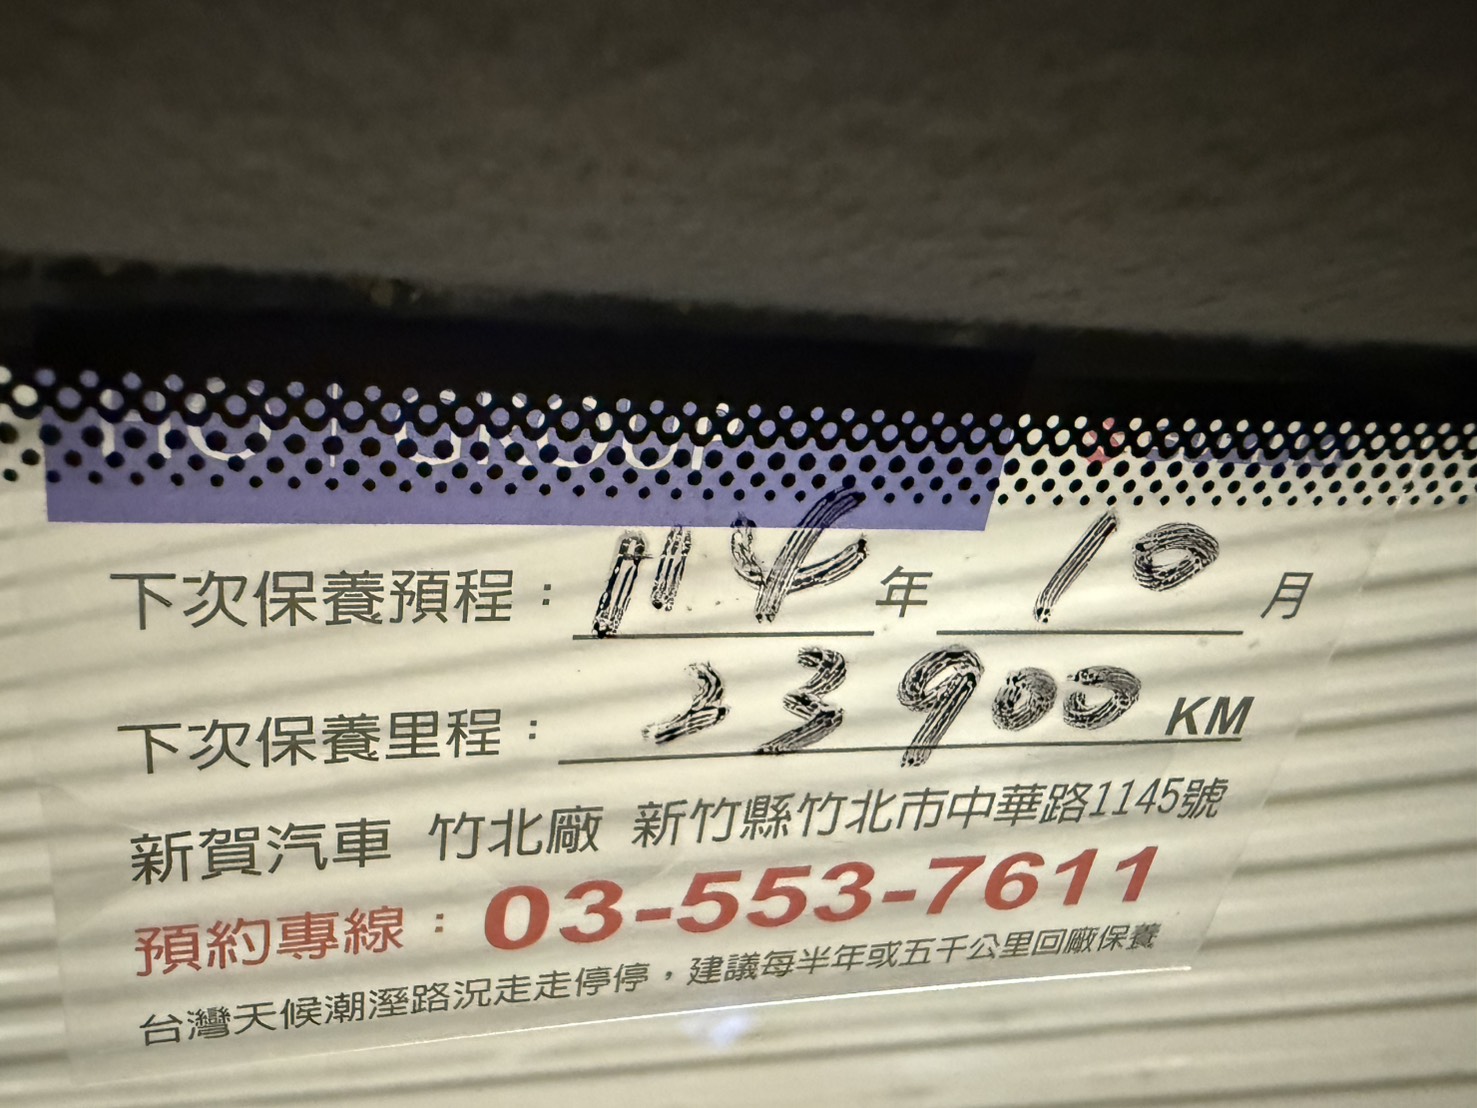 GROUP
下次保養預程：114年 10月
下次保養里程：23900 KM
新賀汽車 竹北廠 新竹縣竹北市中華路1145號
預約專線：03-553-7611
台灣天候潮溼路況走走停停，建議每半年或五千公里回廠保養